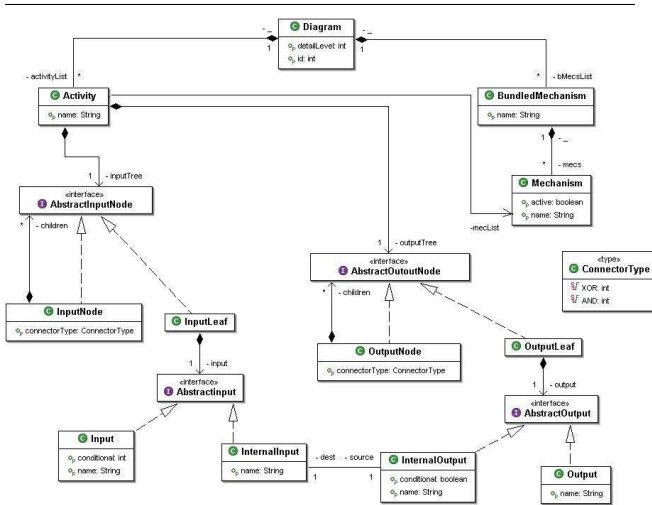 Diagram
detailLevel: int
id: int
- _
1
- _
1
- activityList
*
*
- bMecsList
Activity
name: String
BundledMechanism
name: String
1
- _
*
- mecs
Mechanism
active: boolean
name: String
-mecList
1
- inputTree
«interface»
AbstractInputNode
*
- children
1
- outputTree
«interface»
AbstractOutoutNode
*
- children
«type»
ConnectorType
XOR: int
AND: int
InputNode
connectorType: ConnectorType
InputLeaf
OutputNode
connectorType: ConnectorType
OutputLeaf
1
- input
«interface»
AbstractInput
1
- output
«interface»
AbstractOutput
Input
conditional: int
name: String
InternalInput
name: String
- dest
- source
1
1
InternalOutput
conditional: boolean
name: String
Output
name: String